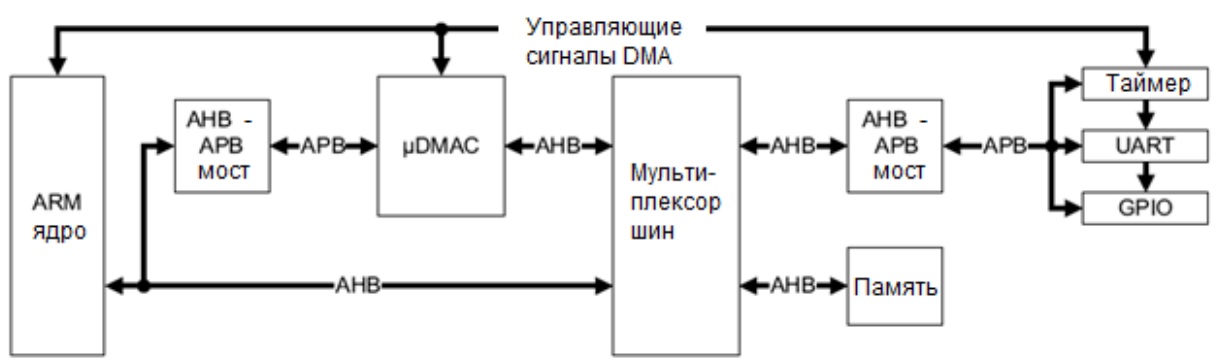 Управляющие
сигналы DMA
ARM
ядро
AHB -
APB
мост
APB
µDMAC
AHB
Мульти-
плексор
шин
AHB
AHB -
APB
мост
APB
Таймер
UART
GPIO
AHB
AHB
Память